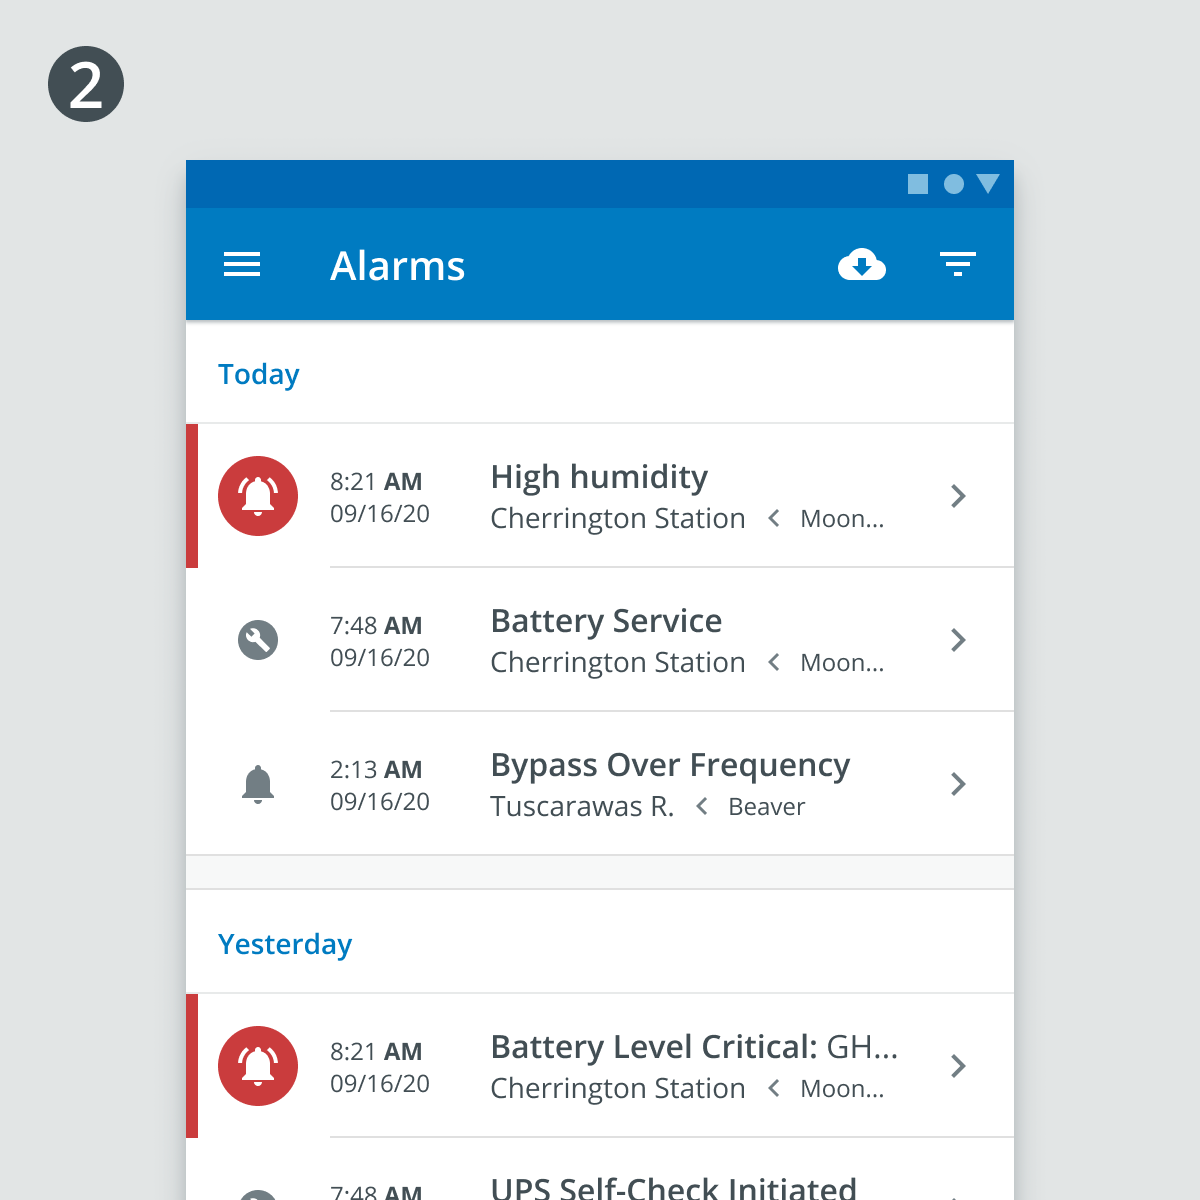 2
Alarms
Today
8:21 AM
09/16/20
High humidity
Cherrington Station Moon...
7:48 AM
09/16/20
Battery Service
Cherrington Station Moon...
2:13 AM
09/16/20
Bypass Over Frequency
Tuscarawas R. Beaver
Yesterday
8:21 AM
09/16/20
Battery Level Critical: GH...
Cherrington Station Moon...
7:48 AM
UPS Self-Check Initiated